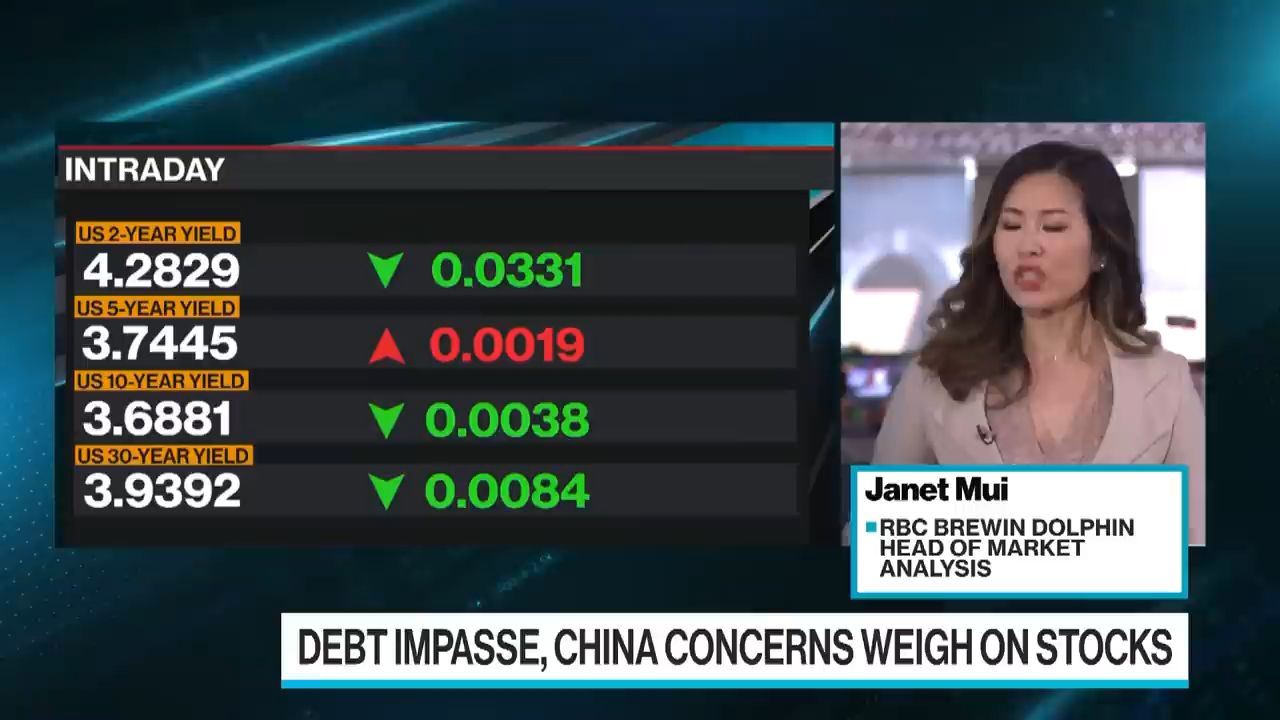 INTRADAY
US 2-YEAR YIELD
4.2829 ▼ 0.0331
US 5-YEAR YIELD
3.7445 ▲ 0.0019
US 10-YEAR YIELD
3.6881 ▼ 0.0038
US 30-YEAR YIELD
3.9392 ▼ 0.0084
Janet Mui
RBC BREWIN DOLPHIN
HEAD OF MARKET
ANALYSIS
DEBT IMPASSE, CHINA CONCERNS WEIGH ON STOCKS